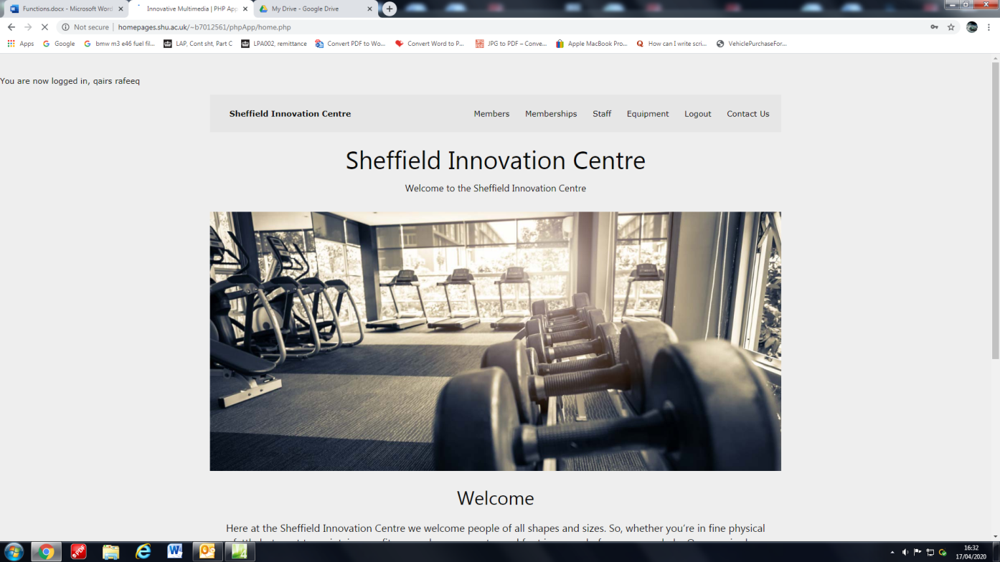 Functions.docx - Microsoft Word
Innovative Multimedia | PHP App
My Drive - Google Drive
Not secure | homepages.shu.ac.uk/~b7012561/phpApp/home.php
Apps
Google
bmw m3 e46 fuel fil...
LAP, Cont sht, Part C
LPA002, remittance
Convert PDF to Wo...
Convert Word to P...
JPG to PDF – Conve...
Apple MacBook Pro...
How can I write scri...
VehiclePurchaseFor...
You are now logged in, qairs rafeeq
Sheffield Innovation Centre
Members
Memberships
Staff
Equipment
Logout
Contact Us
Sheffield Innovation Centre
Welcome to the Sheffield Innovation Centre
Welcome
Here at the Sheffield Innovation Centre we welcome people of all shapes and sizes. So, whether you're in fine physical
16:32
17/04/2020